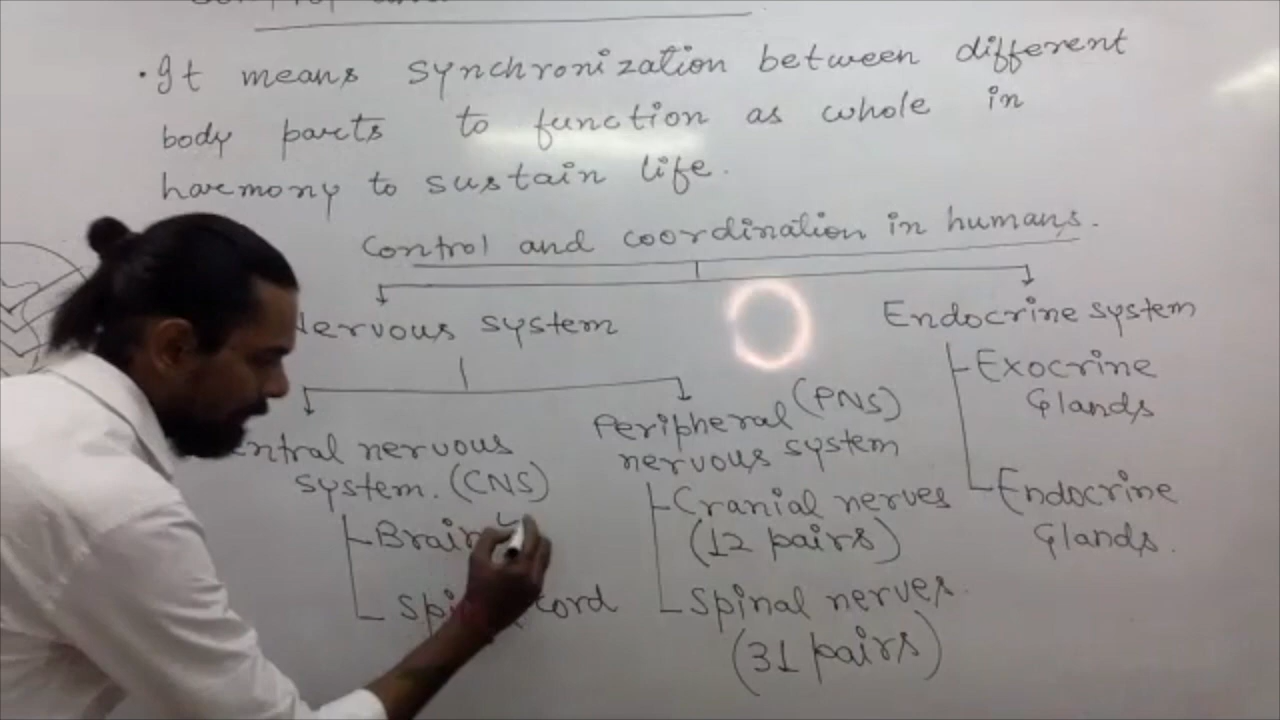 • It means synchronization between different
body parts to function as whole in
harmony to sustain life.
Control and coordination in humans.
Nervous system
Endocrine system
Exocrine
Glands
Endocrine
Glands.
ntral nervous
system. (CNS)
Brain
cord
Peripheral (PNS)
nervous system
Cranial nerves
(12 pairs)
Spinal nerves.
(31 pairs)